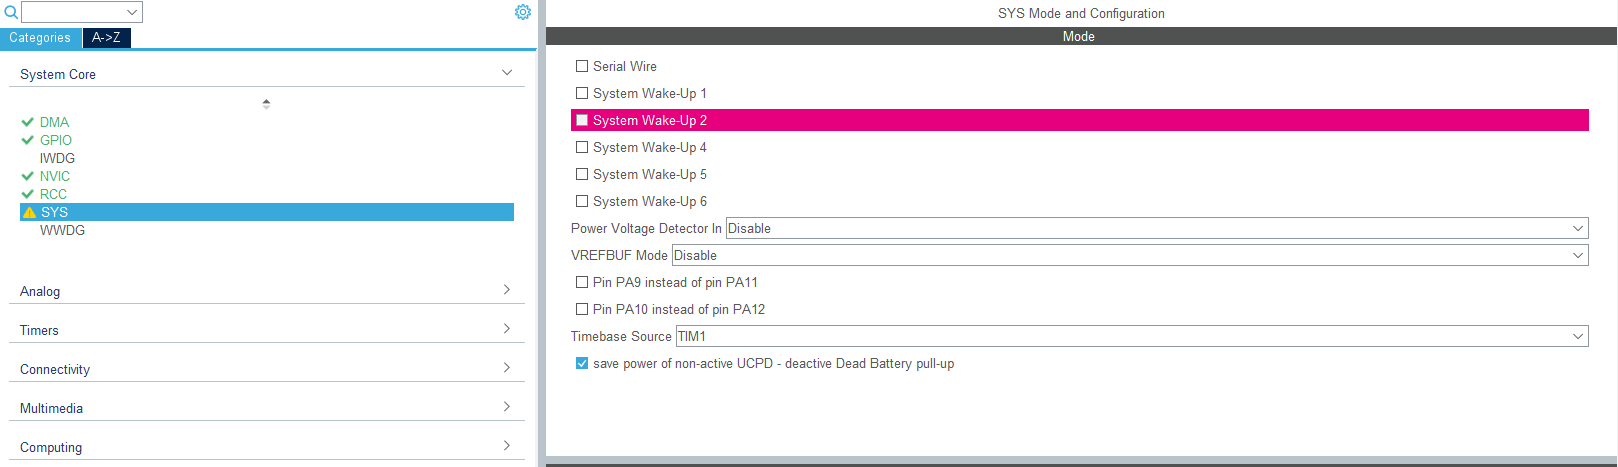 Categories
A->Z
System Core
DMA
GPIO
IWDG
NVIC
RCC
SYS
WWDG
Analog
Timers
Connectivity
Multimedia
Computing
SYS Mode and Configuration
Mode
Serial Wire
System Wake-Up 1
System Wake-Up 2
System Wake-Up 4
System Wake-Up 5
System Wake-Up 6
Power Voltage Detector In Disable
VREFBUF Mode Disable
Pin PA9 instead of pin PA11
Pin PA10 instead of pin PA12
Timebase Source TIM1
save power of non-active UCPD - deactive Dead Battery pull-up